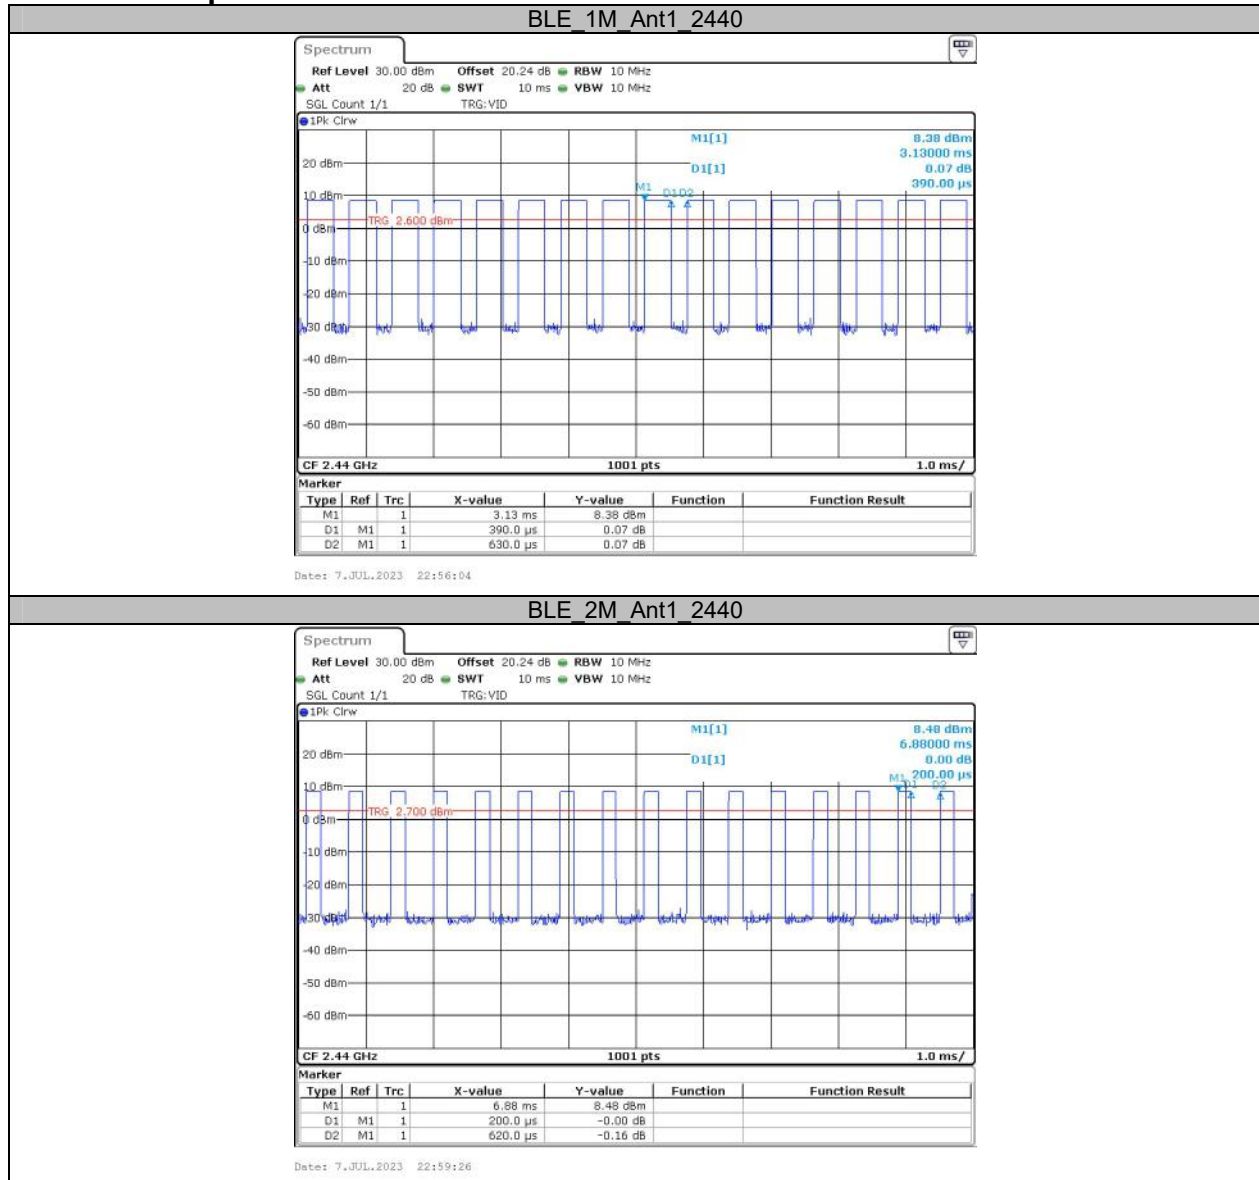 BLE_1M_Ant1_2440
Spectrum
Ref Level 30.00 dBm Offset 20.24 dB RBW 10 MHz
Att 20 dB SWT 10 ms VBW 10 MHz
SGL Count 1/1 TRG:VID
1Pk Clrw
M1[1] 8.38 dBm
3.13000 ms
20 dBm
D1[1] 0.07 dB
390.00 µs
M1 D1 D2
10 dBm
TRG 2.600 dBm
0 dBm
-10 dBm
-20 dBm
-30 dBm
-40 dBm
-50 dBm
-60 dBm
CF 2.44 GHz 1001 pts 1.0 ms/
Marker
Type Ref Trc X-value Y-value Function Function Result
M1 1 3.13 ms 8.38 dBm
D1 M1 1 390.0 µs 0.07 dB
D2 M1 1 630.0 µs 0.07 dB
Date: 7.JUL.2023 22:56:04
BLE_2M_Ant1_2440
Spectrum
Ref Level 30.00 dBm Offset 20.24 dB RBW 10 MHz
Att 20 dB SWT 10 ms VBW 10 MHz
SGL Count 1/1 TRG:VID
1Pk Clrw
M1[1] 8.48 dBm
6.88000 ms
20 dBm
D1[1] 0.00 dB
200.00 µs
M1 D1 D2
10 dBm
TRG 2.700 dBm
0 dBm
-10 dBm
-20 dBm
-30 dBm
-40 dBm
-50 dBm
-60 dBm
CF 2.44 GHz 1001 pts 1.0 ms/
Marker
Type Ref Trc X-value Y-value Function Function Result
M1 1 6.88 ms 8.48 dBm
D1 M1 1 200.0 µs -0.00 dB
D2 M1 1 620.0 µs -0.16 dB
Date: 7.JUL.2023 22:59:26